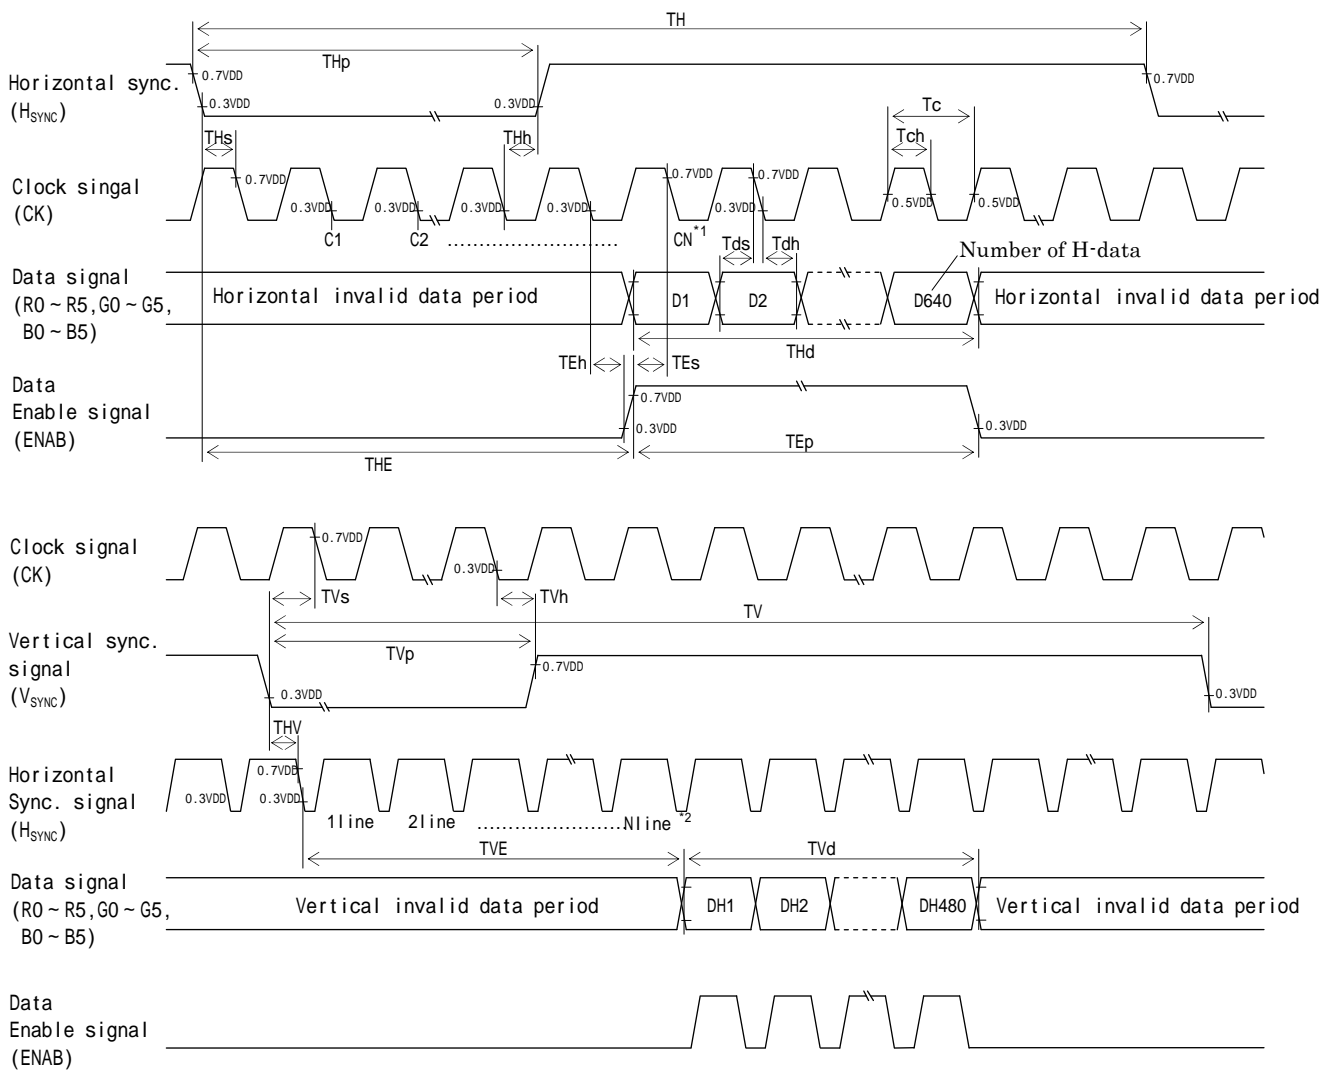 TH
THp
Horizontal sync.
(HSYNC)
0.7VDD
0.3VDD
0.3VDD
0.7VDD
THs
THh
Tc
Tch
Clock singal
(CK)
0.7VDD
0.3VDD
0.3VDD
0.3VDD
0.3VDD
0.7VDD
0.3VDD
0.7VDD
0.5VDD
0.5VDD
C1
C2
..............................
CN*1
Tds
Tdh
Number of H-data
Data signal
(R0~R5,G0~G5,
B0~B5)
Horizontal invalid data period
D1
D2
D640
Horizontal invalid data period
THd
TEh
TEs
Data
Enable signal
(ENAB)
0.7VDD
0.3VDD
0.3VDD
THE
TEp
Clock signal
(CK)
0.7VDD
0.3VDD
TVs
TVh
TV
Vertical sync.
signal
(VSYNC)
TVp
0.3VDD
0.7VDD
0.3VDD
THV
Horizontal
Sync. signal
(HSYNC)
0.7VDD
0.3VDD
0.3VDD
1line
2line
..........................Nline*2
TVE
TVd
Data signal
(R0~R5,G0~G5,
B0~B5)
Vertical invalid data period
DH1
DH2
DH480
Vertical invalid data period
Data
Enable signal
(ENAB)